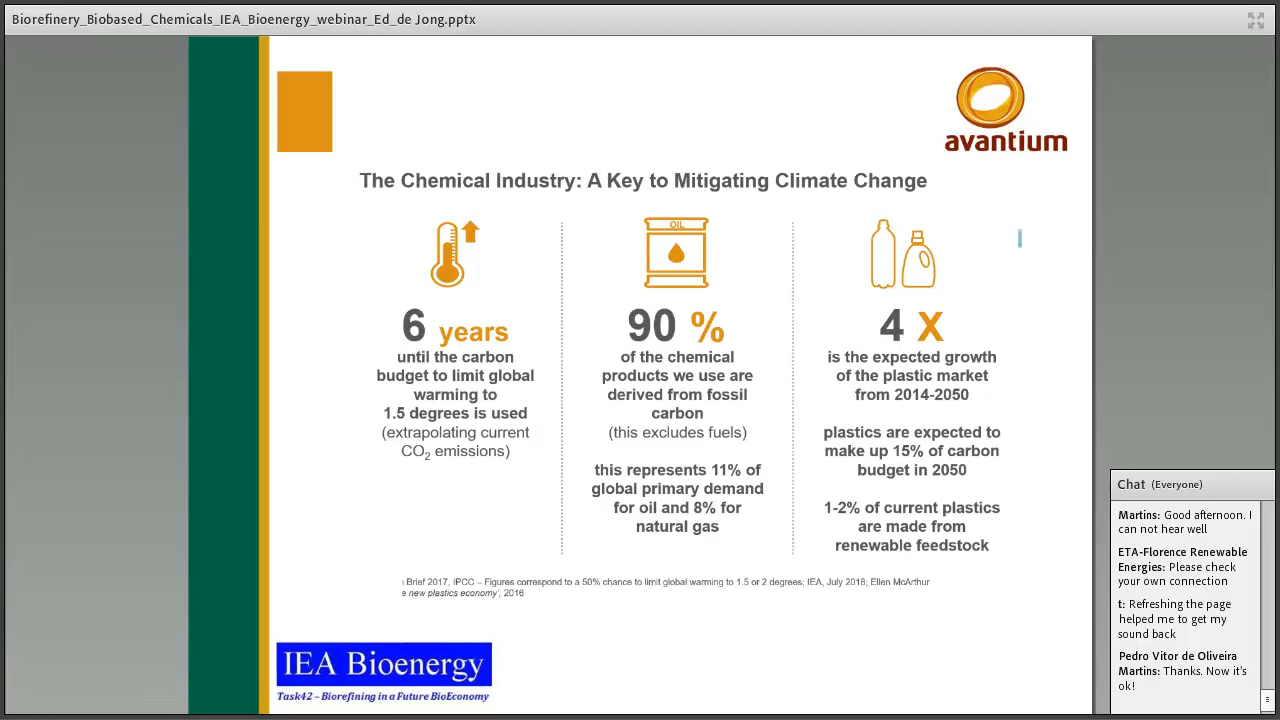 Biorefinery_Biobased_Chemicals_IEA_Bioenergy_webinar_Ed_de Jong.pptx
avantium
The Chemical Industry: A Key to Mitigating Climate Change
6 years
until the carbon
budget to limit global
warming to
1.5 degrees is used
(extrapolating current
CO2 emissions)
OIL
90 %
of the chemical
products we use are
derived from fossil
carbon
(this excludes fuels)
this represents 11% of
global primary demand
for oil and 8% for
natural gas
4 X
is the expected growth
of the plastic market
from 2014-2050
plastics are expected to
make up 15% of carbon
budget in 2050
1-2% of current plastics
are made from
renewable feedstock
Brief 2017, IPCC – Figures correspond to a 50% chance to limit global warming to 1.5 or 2 degrees; IEA, July 2018; Ellen McArthur
e new plastics economy', 2016
IEA Bioenergy
Task42 – Biorefining in a Future BioEconomy
Chat (Everyone)
Martins: Good afternoon. I
can not hear well
ETA-Florence Renewable
Energies: Please check
your own connection
t: Refreshing the page
helped me to get my
sound back
Pedro Vitor de Oliveira
Martins: Thanks. Now it's
ok!